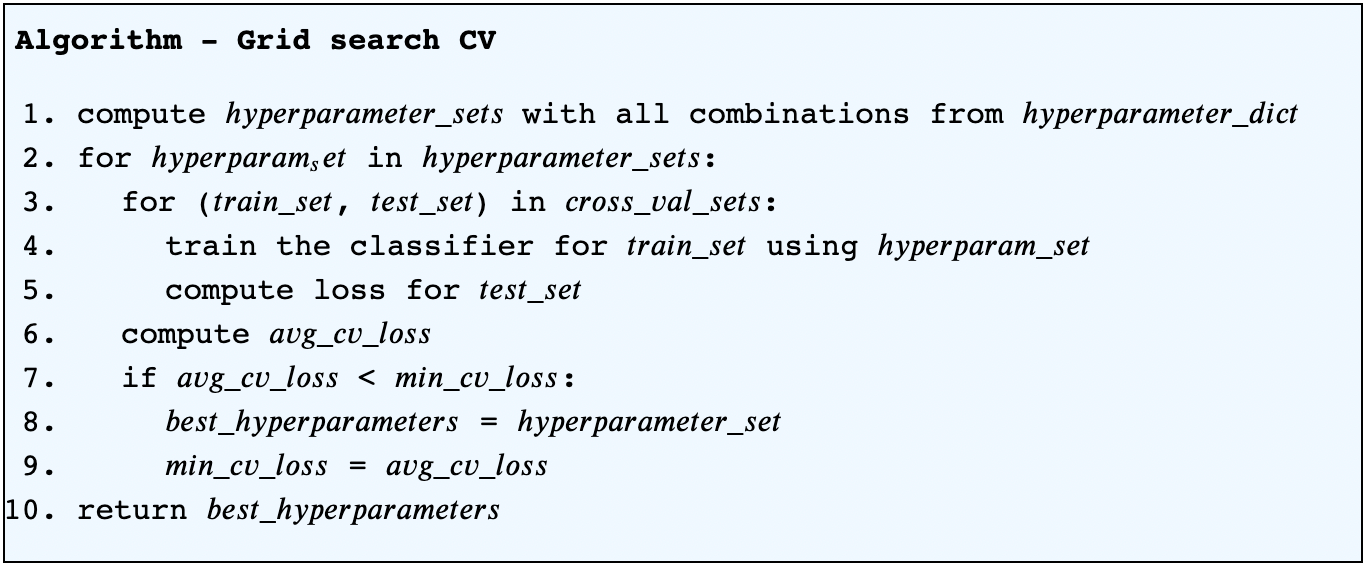 Algorithm – Grid search CV
1. compute hyperparameter_sets with all combinations from hyperparameter_dict
2. for hyperparamₛet in hyperparameter_sets:
3. for (train_set, test_set) in cross_val_sets:
4. train the classifier for train_set using hyperparam_set
5. compute loss for test_set
6. compute avg_cv_loss
7. if avg_cv_loss < min_cv_loss:
8. best_hyperparameters = hyperparameter_set
9. min_cv_loss = avg_cv_loss
10. return best_hyperparameters